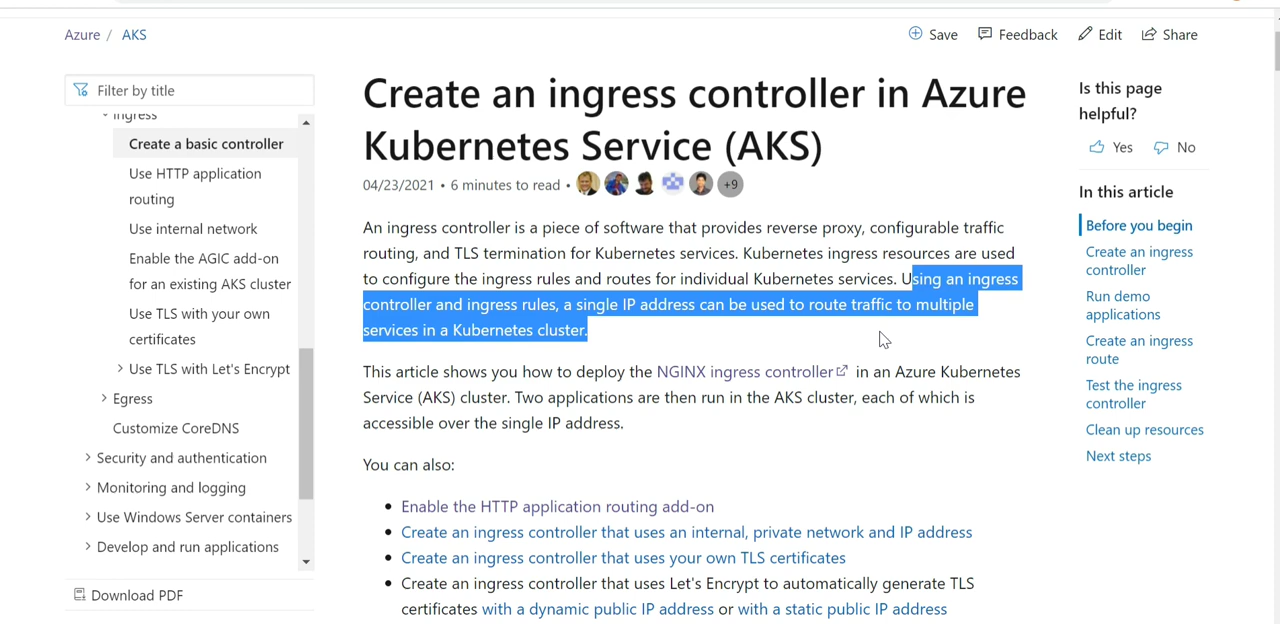 Azure / AKS
Save Feedback Edit Share
Filter by title
Ingress
Create a basic controller
Use HTTP application
routing
Use internal network
Enable the AGIC add-on
for an existing AKS cluster
Use TLS with your own
certificates
Use TLS with Let's Encrypt
Egress
Customize CoreDNS
Security and authentication
Monitoring and logging
Use Windows Server containers
Develop and run applications
Download PDF
Create an ingress controller in Azure
Kubernetes Service (AKS)
04/23/2021 • 6 minutes to read •
+9
An ingress controller is a piece of software that provides reverse proxy, configurable traffic
routing, and TLS termination for Kubernetes services. Kubernetes ingress resources are used
to configure the ingress rules and routes for individual Kubernetes services. Using an ingress
controller and ingress rules, a single IP address can be used to route traffic to multiple
services in a Kubernetes cluster.
This article shows you how to deploy the NGINX ingress controller in an Azure Kubernetes
Service (AKS) cluster. Two applications are then run in the AKS cluster, each of which is
accessible over the single IP address.
You can also:
• Enable the HTTP application routing add-on
• Create an ingress controller that uses an internal, private network and IP address
• Create an ingress controller that uses your own TLS certificates
• Create an ingress controller that uses Let's Encrypt to automatically generate TLS
certificates with a dynamic public IP address or with a static public IP address
Is this page
helpful?
Yes No
In this article
Before you begin
Create an ingress
controller
Run demo
applications
Create an ingress
route
Test the ingress
controller
Clean up resources
Next steps